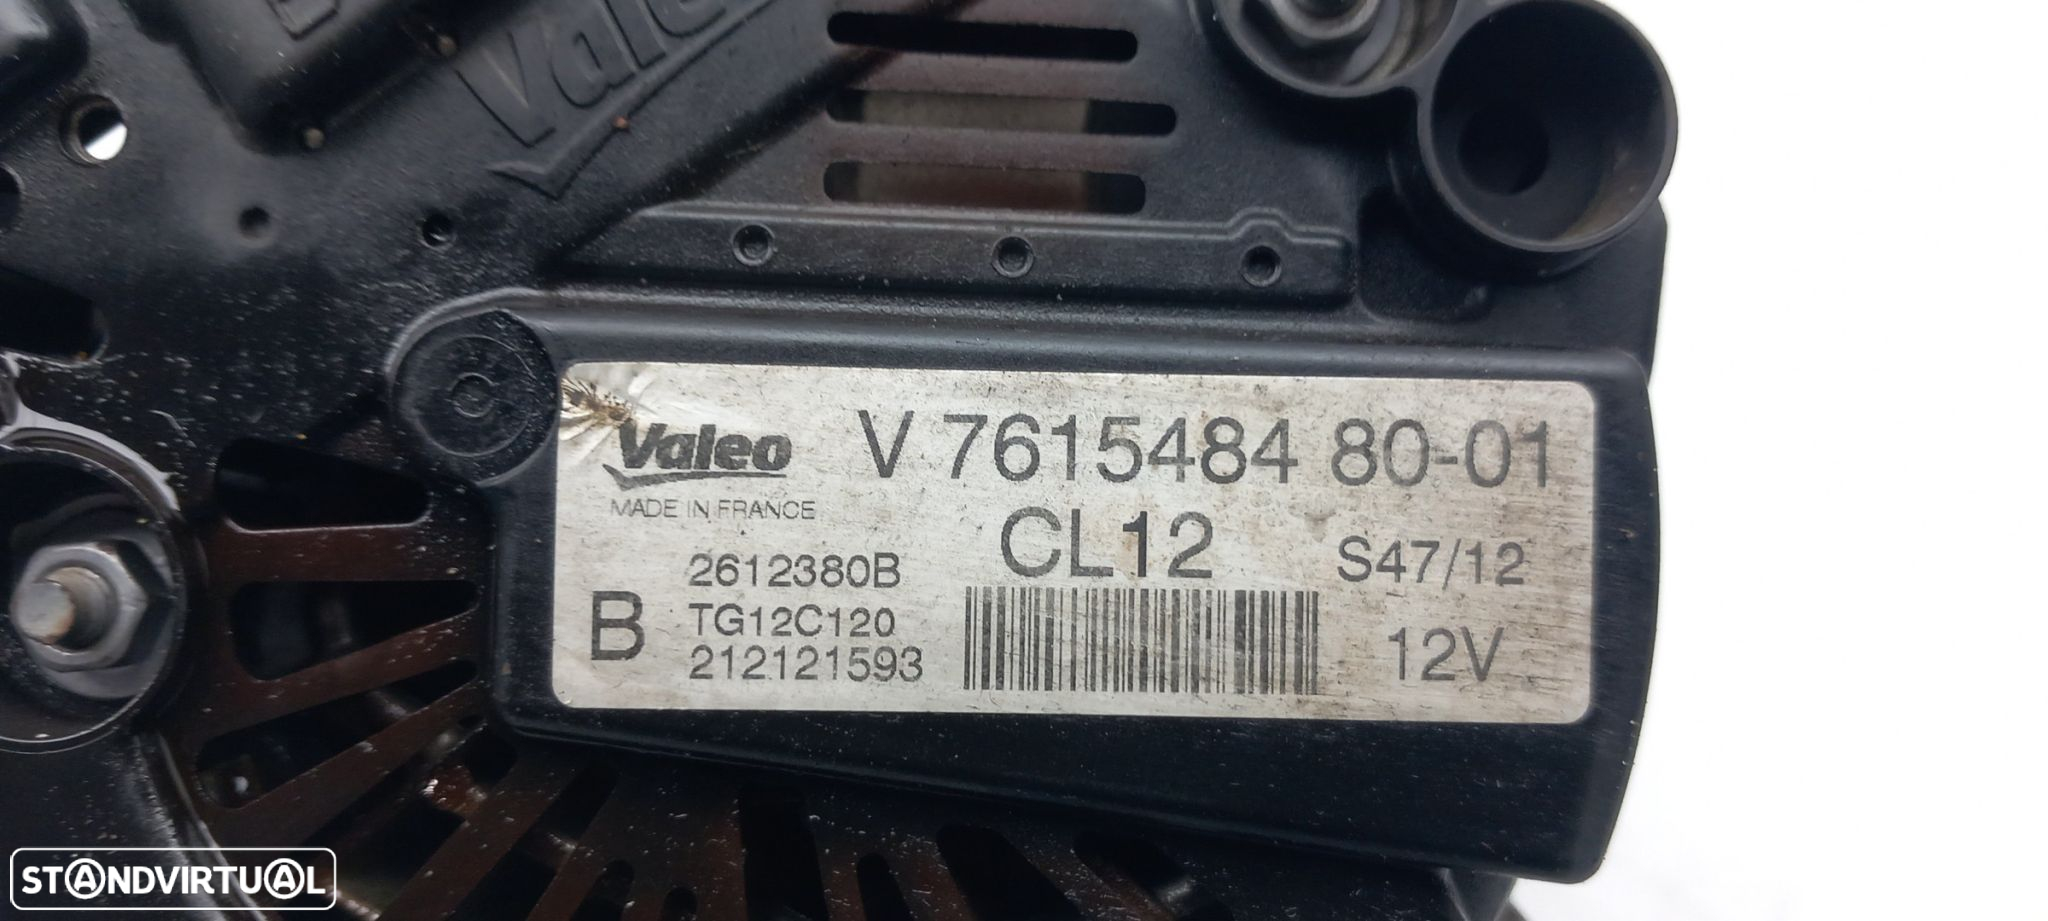 Valeo
Valeo V 7615484 80-01
MADE IN FRANCE
CL12
2612380B
S47/12
B TG12C120
12V
212121593
STANDVIRTUAL